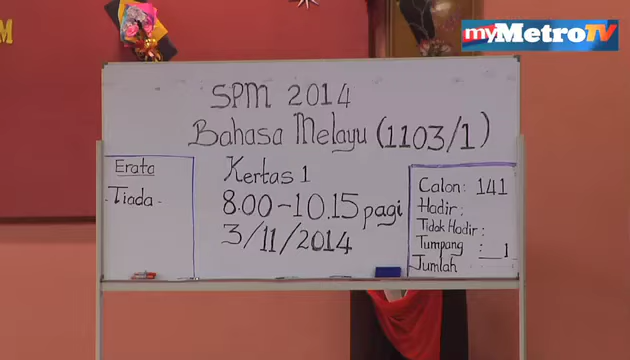 M
myMetroTV
SPM 2014
Bahasa Melayu (1103/1)
Kertas 1
8.00-10.15 pagi
3/11/2014
Erata
- Tiada -
Calon: 141
Hadir:
Tidak Hadir:
Tumpang : 1
Jumlah